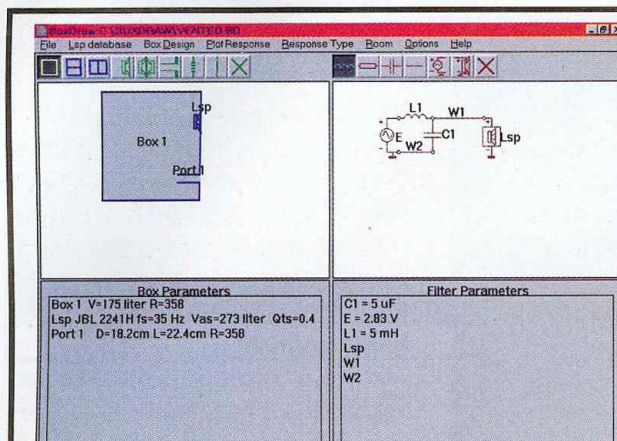 BoxDraw C:\
File Lsp database Box Design Plot Response Response Type Room Options Help
Lsp
Box 1
Port 1
L1 W1
E C1 Lsp
W2
Box Parameters
Box 1 V=175 liter R=358
Lsp JBL 2241H fs=35 Hz Vas=273 liter Qts=0.4
Port 1 D=18.2cm L=22.4cm R=358
Filter Parameters
C1 = 5 uF
E = 2.83 V
L1 = 5 mH
Lsp
W1
W2